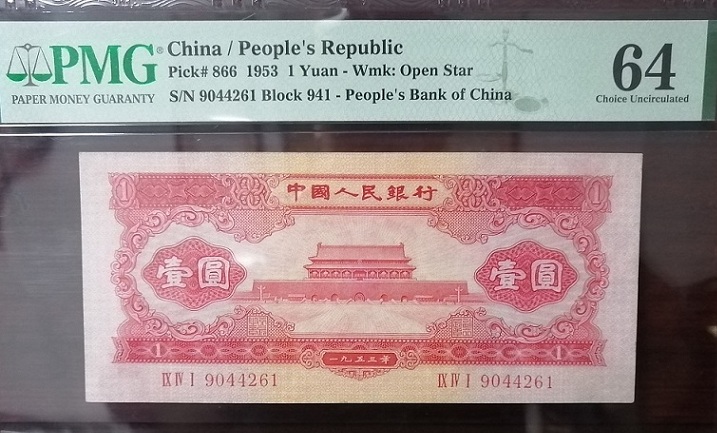 PMG®
PAPER MONEY GUARANTY
China / People's Republic
Pick# 866 1953 1 Yuan - Wmk: Open Star
S/N 9044261 Block 941 - People's Bank of China
64
Choice Uncirculated
1 中國人民銀行 1
壹圓 壹圓
1 一九五三年 1
IX IV I 9044261 IX IV I 9044261